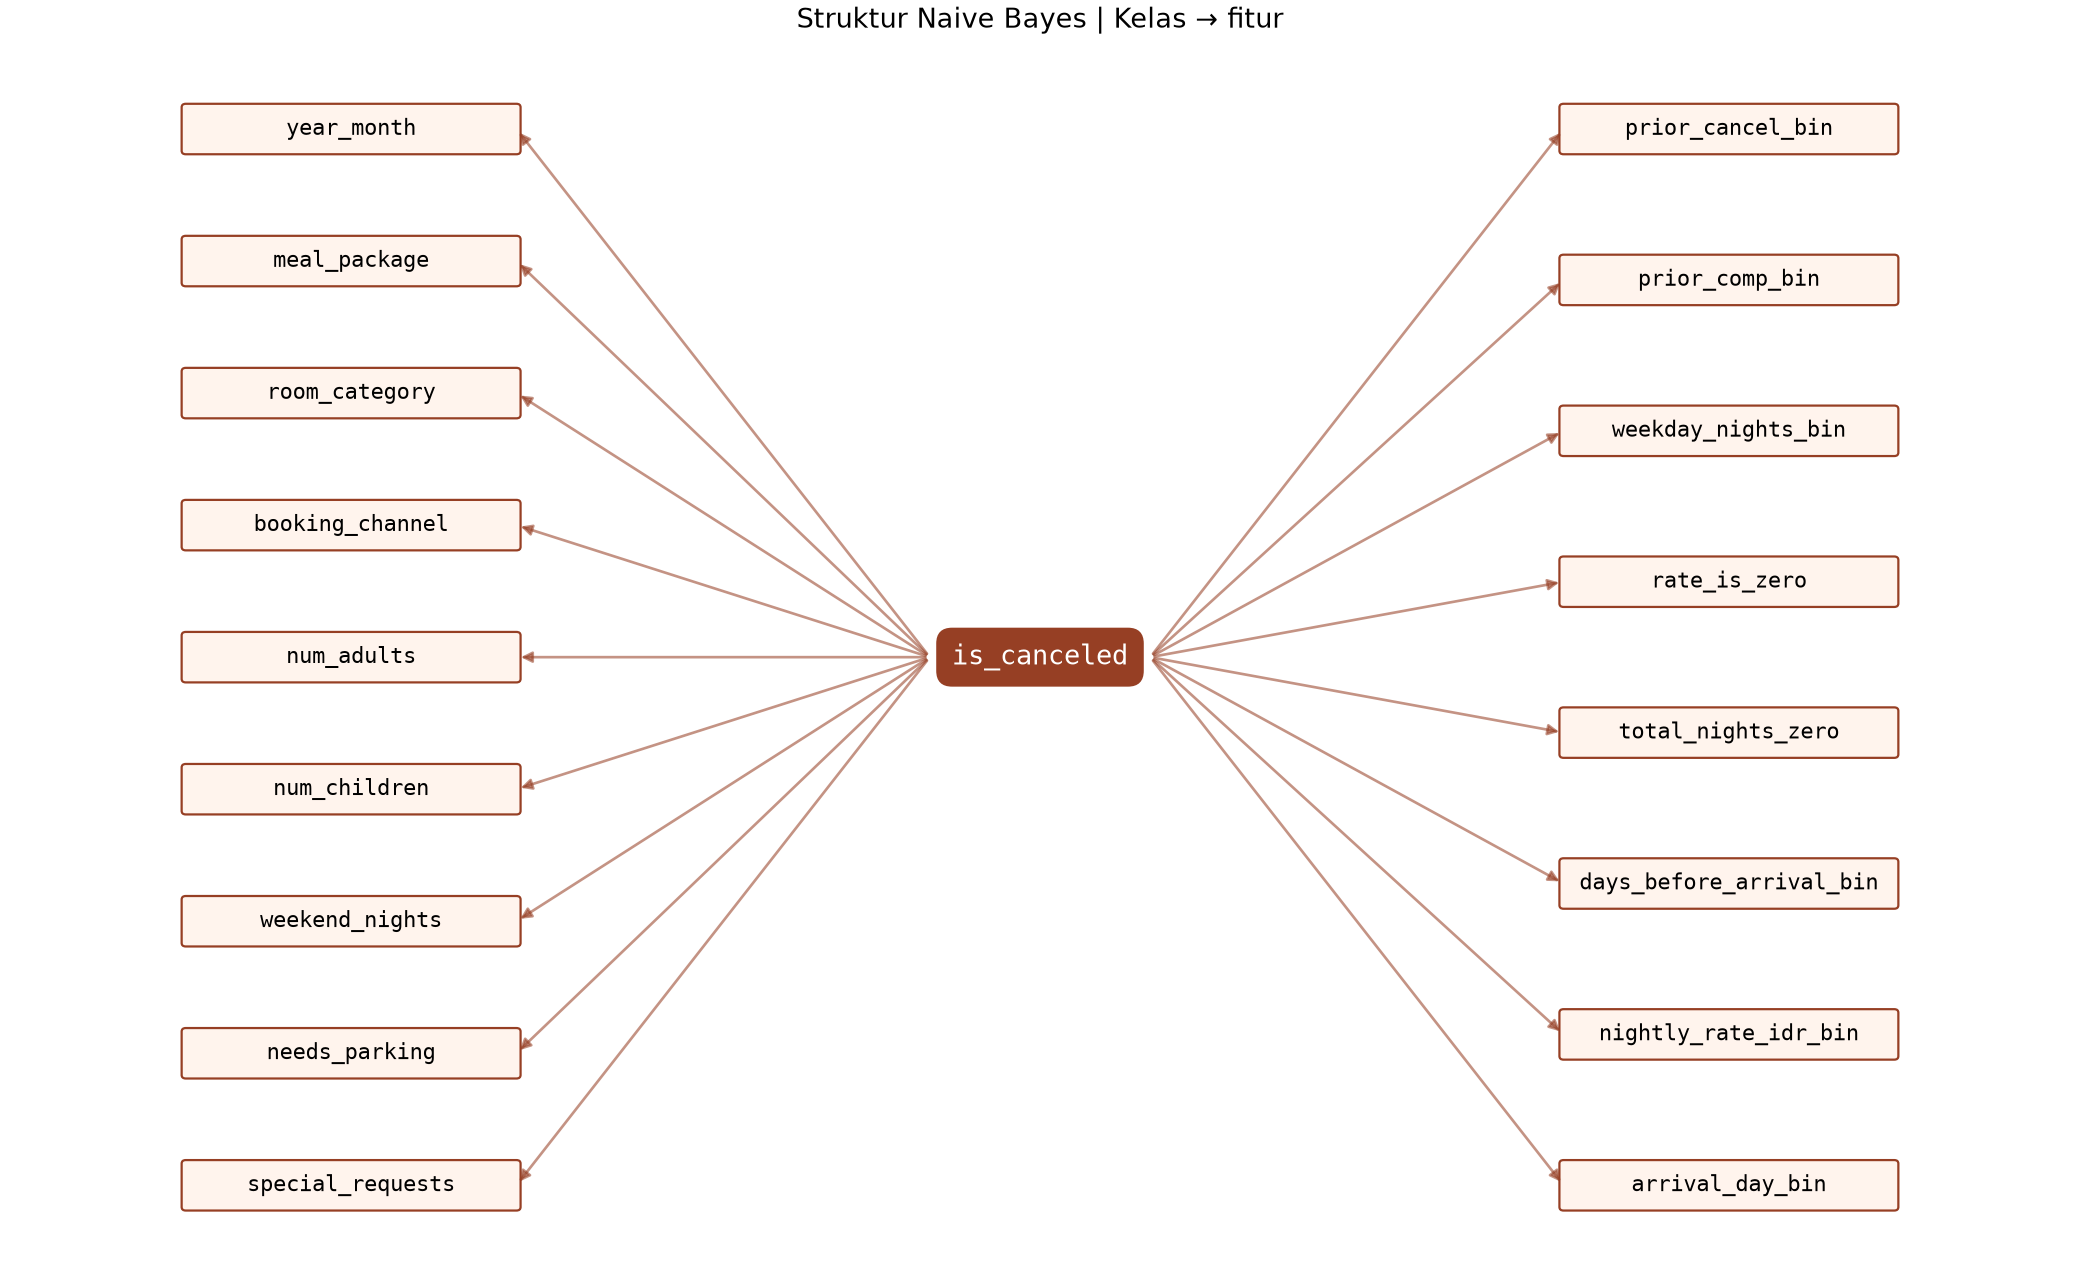 Struktur Naive Bayes | Kelas → fitur
year_month
meal_package
room_category
booking_channel
num_adults
num_children
weekend_nights
needs_parking
special_requests
is_canceled
prior_cancel_bin
prior_comp_bin
weekday_nights_bin
rate_is_zero
total_nights_zero
days_before_arrival_bin
nightly_rate_idr_bin
arrival_day_bin